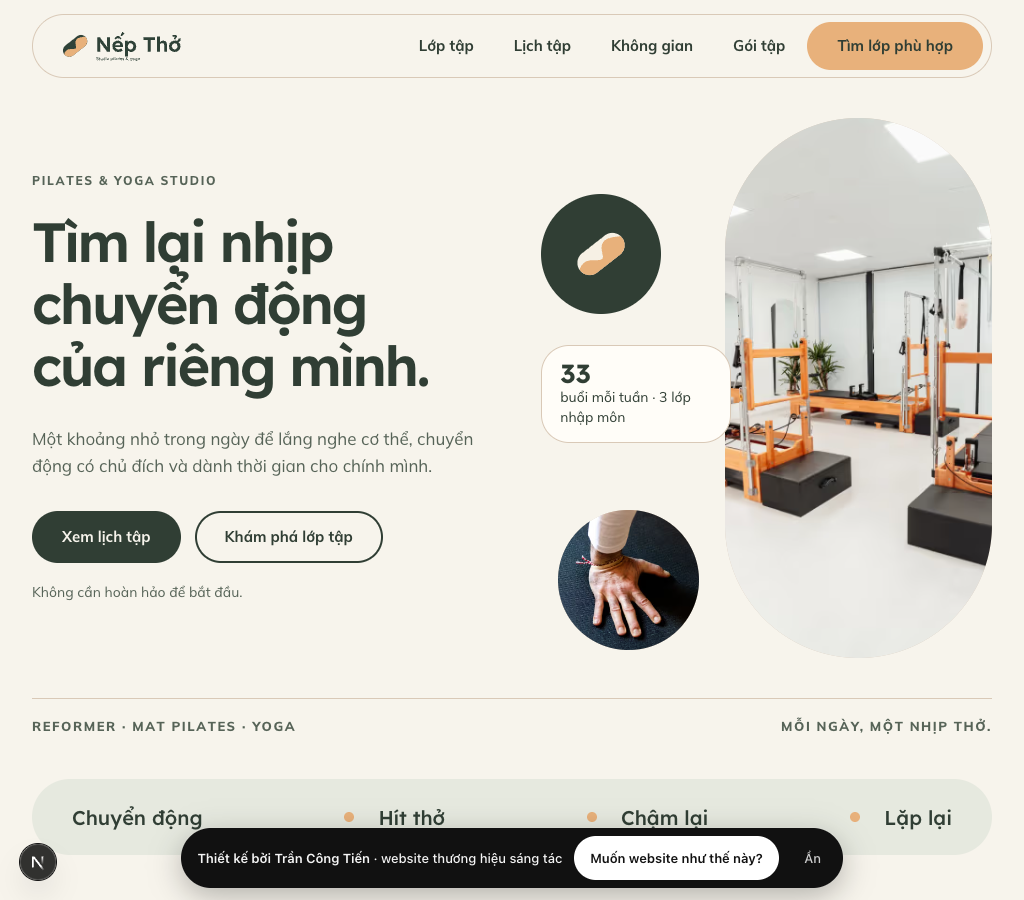 Nếp Thở
Studio pilates & yoga
Lớp tập
Lịch tập
Không gian
Gói tập
Tìm lớp phù hợp
PILATES & YOGA STUDIO
Tìm lại nhịp
chuyển động
của riêng mình.
Một khoảng nhỏ trong ngày để lắng nghe cơ thể, chuyển
động có chủ đích và dành thời gian cho chính mình.
Xem lịch tập
Khám phá lớp tập
Không cần hoàn hảo để bắt đầu.
33
buổi mỗi tuần · 3 lớp
nhập môn
REFORMER · MAT PILATES · YOGA
MỖI NGÀY, MỘT NHỊP THỞ.
Chuyển động
Hít thở
Chậm lại
Lặp lại
Thiết kế bởi Trần Công Tiến · website thương hiệu sáng tác
Muốn website như thế này?
Ẩn
N